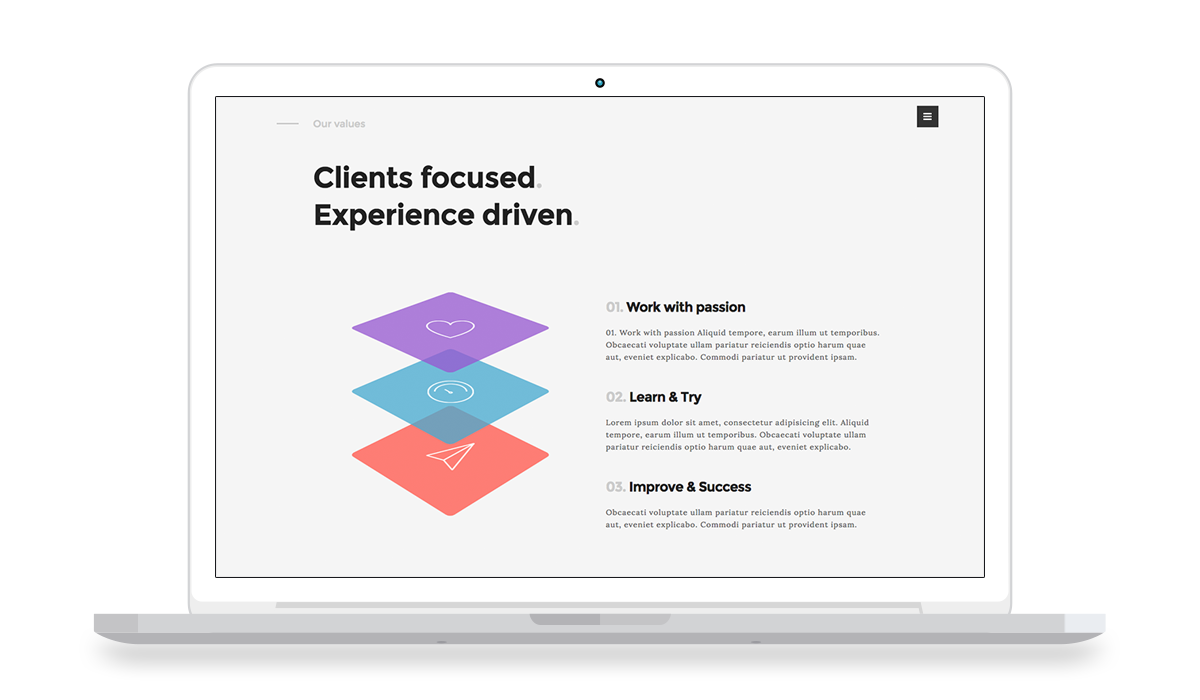 Our values
Clients focused.
Experience driven.
01. Work with passion
01. Work with passion Aliquid tempore, earum illum ut temporibus.
Obcaecati voluptate ullam pariatur reiciendis optio harum quae
aut, eveniet explicabo. Commodi pariatur ut provident ipsam.
02. Learn & Try
Lorem ipsum dolor sit amet, consectetur adipisicing elit. Aliquid
tempore, earum illum ut temporibus. Obcaecati voluptate ullam
pariatur reiciendis optio harum quae aut, eveniet explicabo.
03. Improve & Success
Obcaecati voluptate ullam pariatur reiciendis optio harum quae
aut, eveniet explicabo. Commodi pariatur ut provident ipsam.